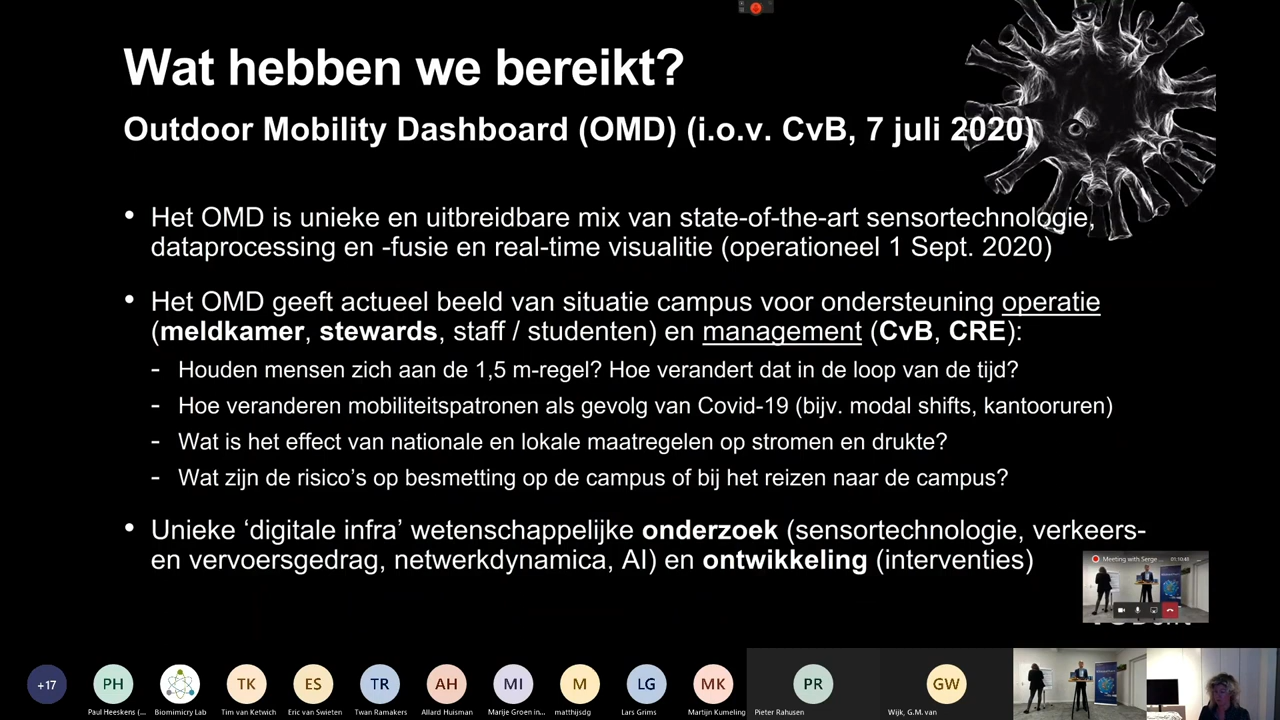 Wat hebben we bereikt?
Outdoor Mobility Dashboard (OMD) (i.o.v. CvB, 7 juli 2020)
• Het OMD is unieke en uitbreidbare mix van state-of-the-art sensortechnologie,
dataprocessing en -fusie en real-time visualitie (operationeel 1 Sept. 2020)
• Het OMD geeft actueel beeld van situatie campus voor ondersteuning operatie
(meldkamer, stewards, staff / studenten) en management (CvB, CRE):
- Houden mensen zich aan de 1,5 m-regel? Hoe verandert dat in de loop van de tijd?
- Hoe veranderen mobiliteitspatronen als gevolg van Covid-19 (bijv. modal shifts, kantooruren)
- Wat is het effect van nationale en lokale maatregelen op stromen en drukte?
- Wat zijn de risico's op besmetting op de campus of bij het reizen naar de campus?
• Unieke 'digitale infra' wetenschappelijke onderzoek (sensortechnologie, verkeers-
en vervoersgedrag, netwerkdynamica, AI) en ontwikkeling (interventies)
Meeting with Serge ... 01:10:48
+17 PH TK ES TR AH MI M LG MK PR GW
Paul Heeskens (... Biomimicry Lab Tim van Ketwich Eric van Swieten Twan Ramakers Allard Huisman Marije Groen in... matthijsdg Lars Grims Martijn Kumeling Pieter Rahusen Wijk, G.M. van